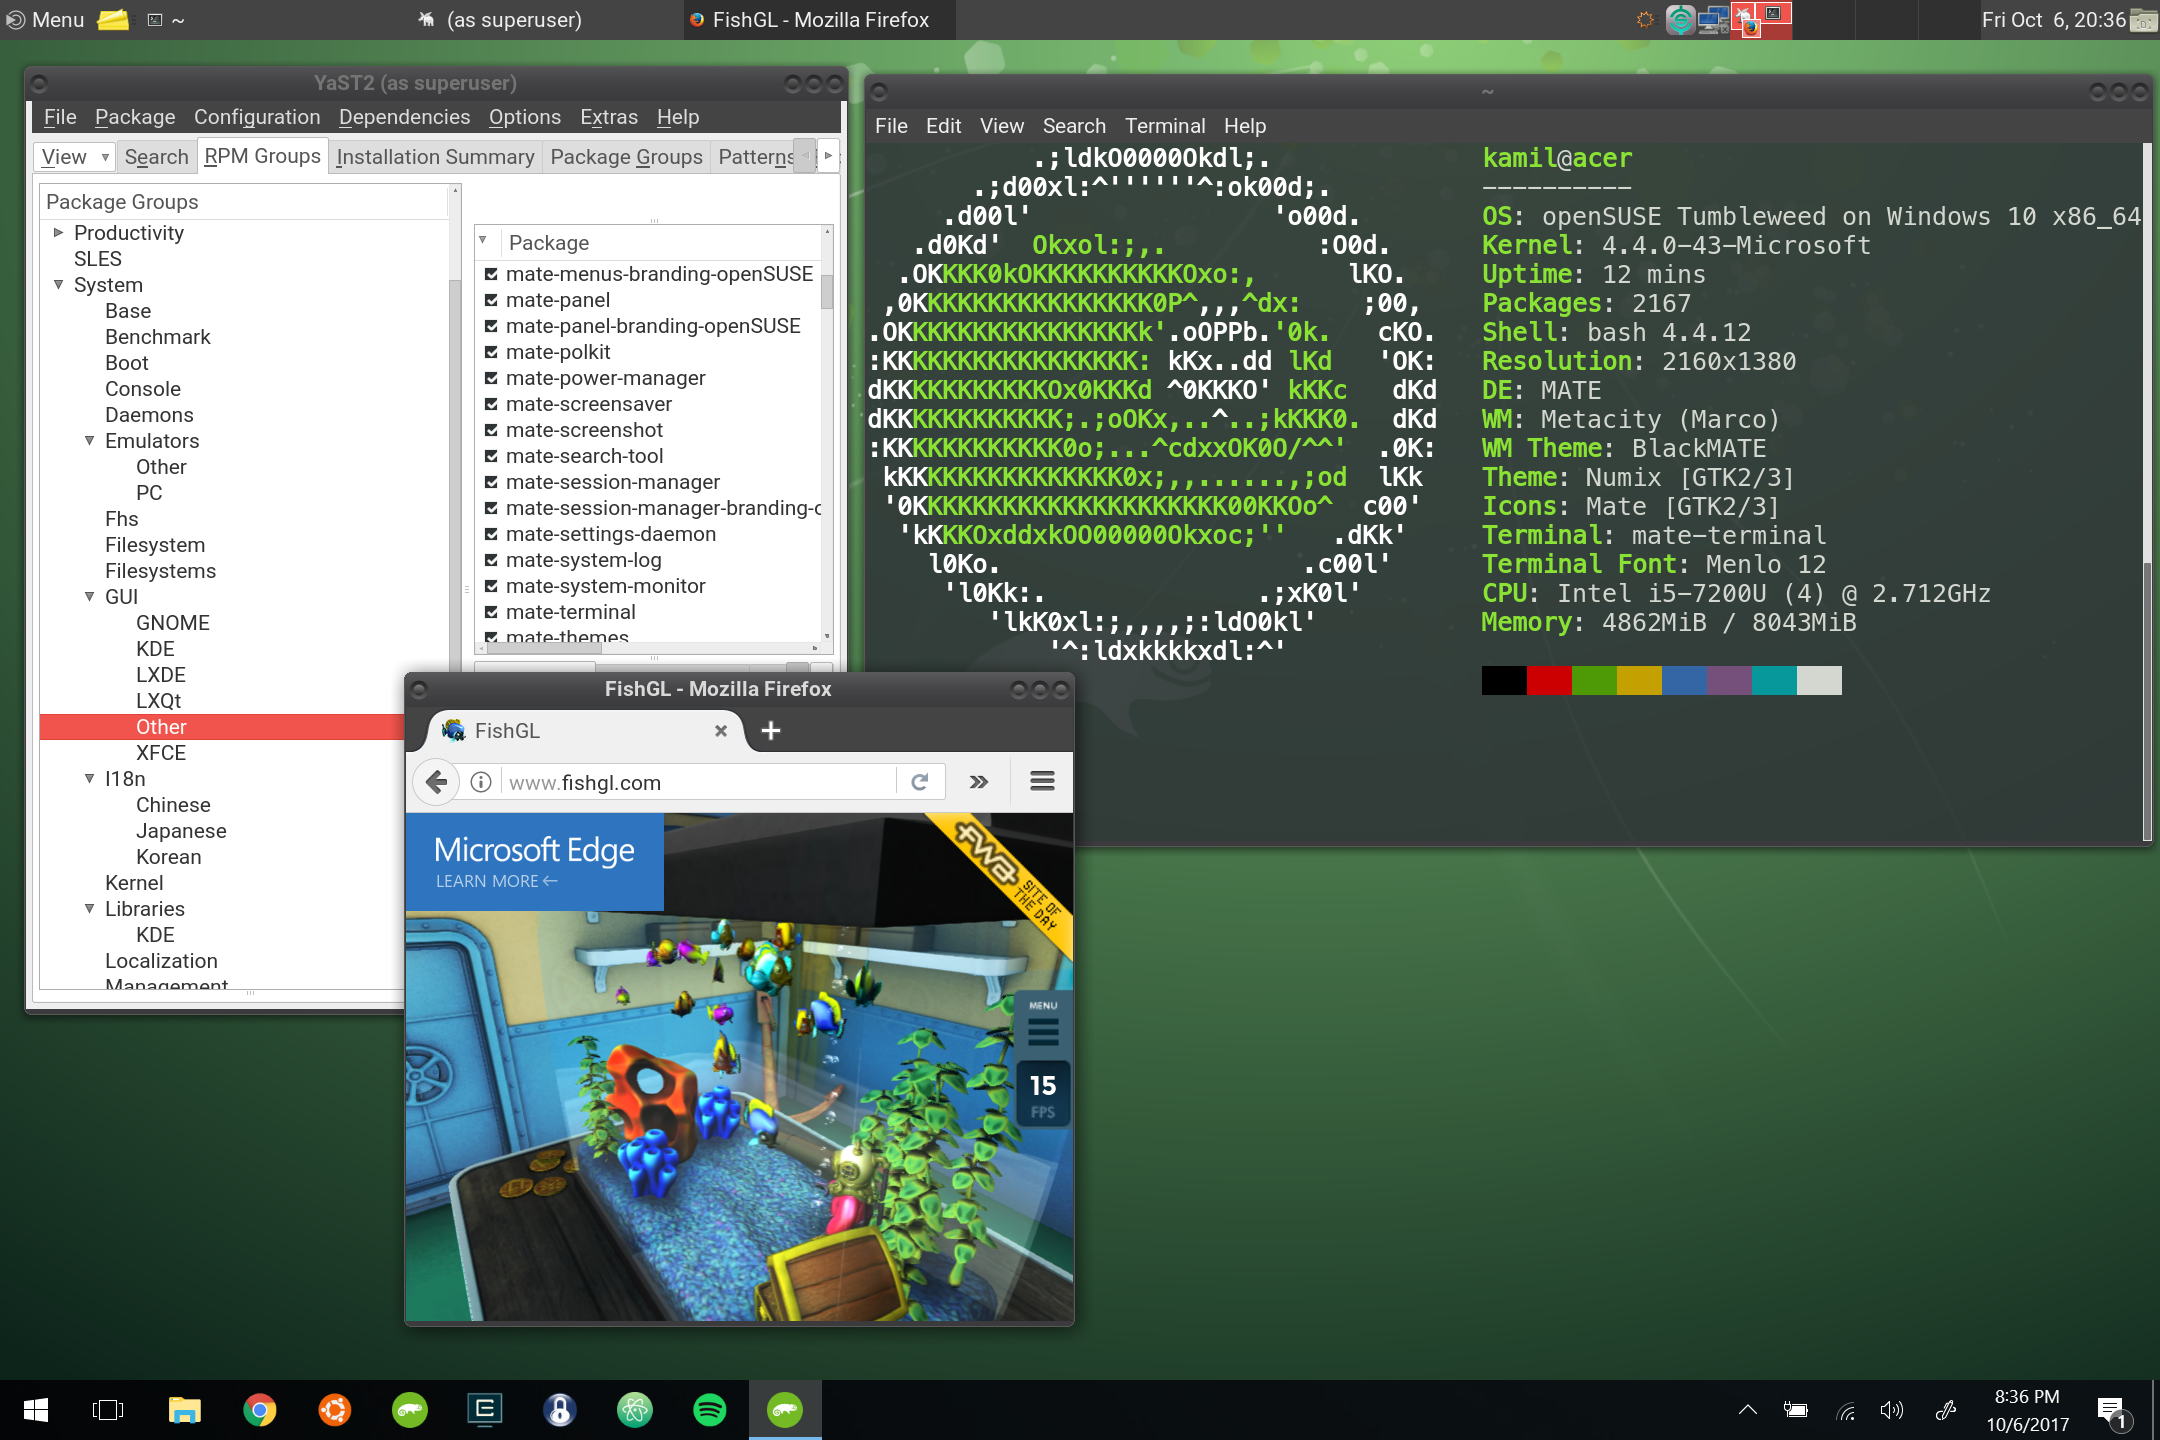 Menu
~
(as superuser)
FishGL - Mozilla Firefox
Fri Oct  6, 20:36
YaST2 (as superuser)
File Package Configuration Dependencies Options Extras Help
View Search RPM Groups Installation Summary Package Groups Patterns
Package Groups
Productivity
SLES
System
Base
Benchmark
Boot
Console
Daemons
Emulators
Other
PC
Fhs
Filesystem
Filesystems
GUI
GNOME
KDE
LXDE
LXQt
Other
XFCE
I18n
Chinese
Japanese
Korean
Kernel
Libraries
KDE
Localization
Management
Package
mate-menus-branding-openSUSE
mate-panel
mate-panel-branding-openSUSE
mate-polkit
mate-power-manager
mate-screensaver
mate-screenshot
mate-search-tool
mate-session-manager
mate-session-manager-branding-o
mate-settings-daemon
mate-system-log
mate-system-monitor
mate-terminal
mate-themes
~
File Edit View Search Terminal Help
kamil@acer
----------
OS: openSUSE Tumbleweed on Windows 10 x86_64
Kernel: 4.4.0-43-Microsoft
Uptime: 12 mins
Packages: 2167
Shell: bash 4.4.12
Resolution: 2160x1380
DE: MATE
WM: Metacity (Marco)
WM Theme: BlackMATE
Theme: Numix [GTK2/3]
Icons: Mate [GTK2/3]
Terminal: mate-terminal
Terminal Font: Menlo 12
CPU: Intel i5-7200U (4) @ 2.712GHz
Memory: 4862MiB / 8043MiB
FishGL - Mozilla Firefox
FishGL
www.fishgl.com
Microsoft Edge
LEARN MORE
fwa
SITE OF
THE DAY
MENU
15
FPS
8:36 PM
10/6/2017
1